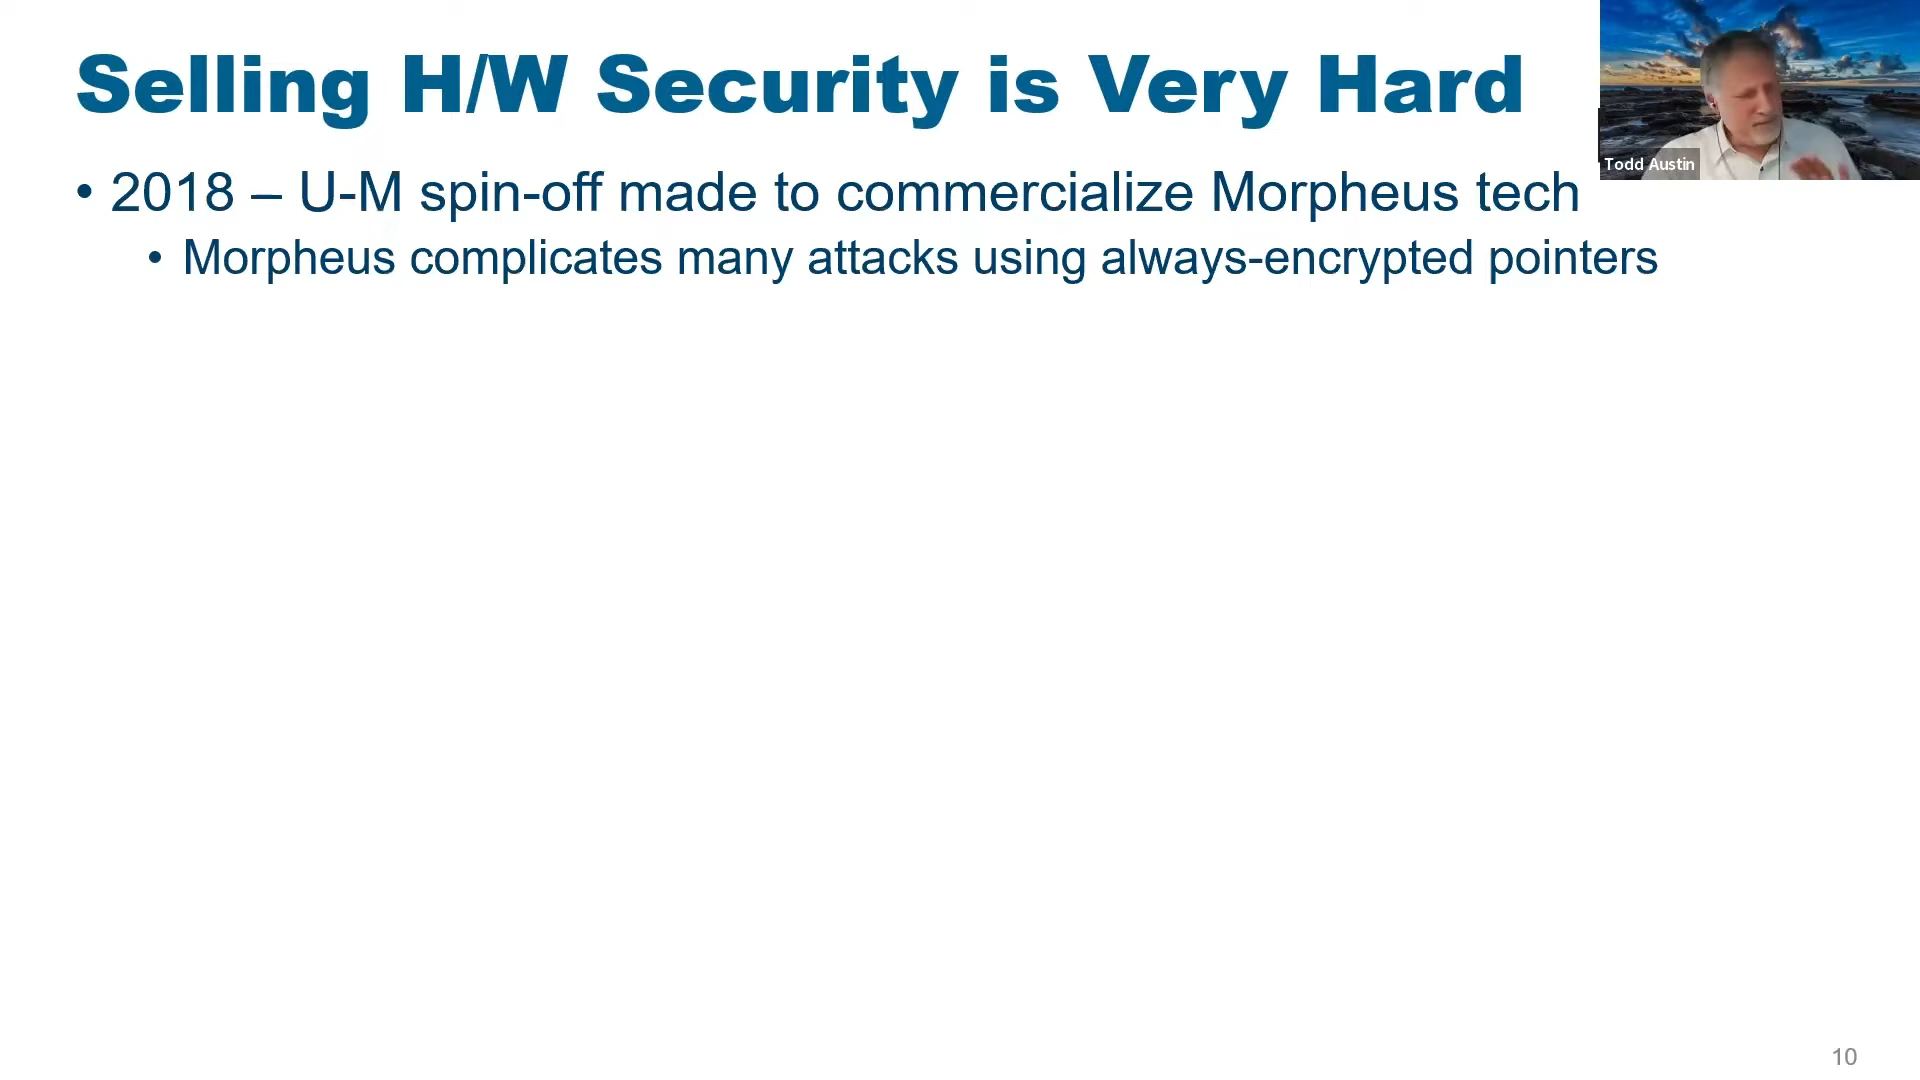 Selling H/W Security is Very Hard
Todd Austin
• 2018 – U-M spin-off made to commercialize Morpheus tech
• Morpheus complicates many attacks using always-encrypted pointers
10